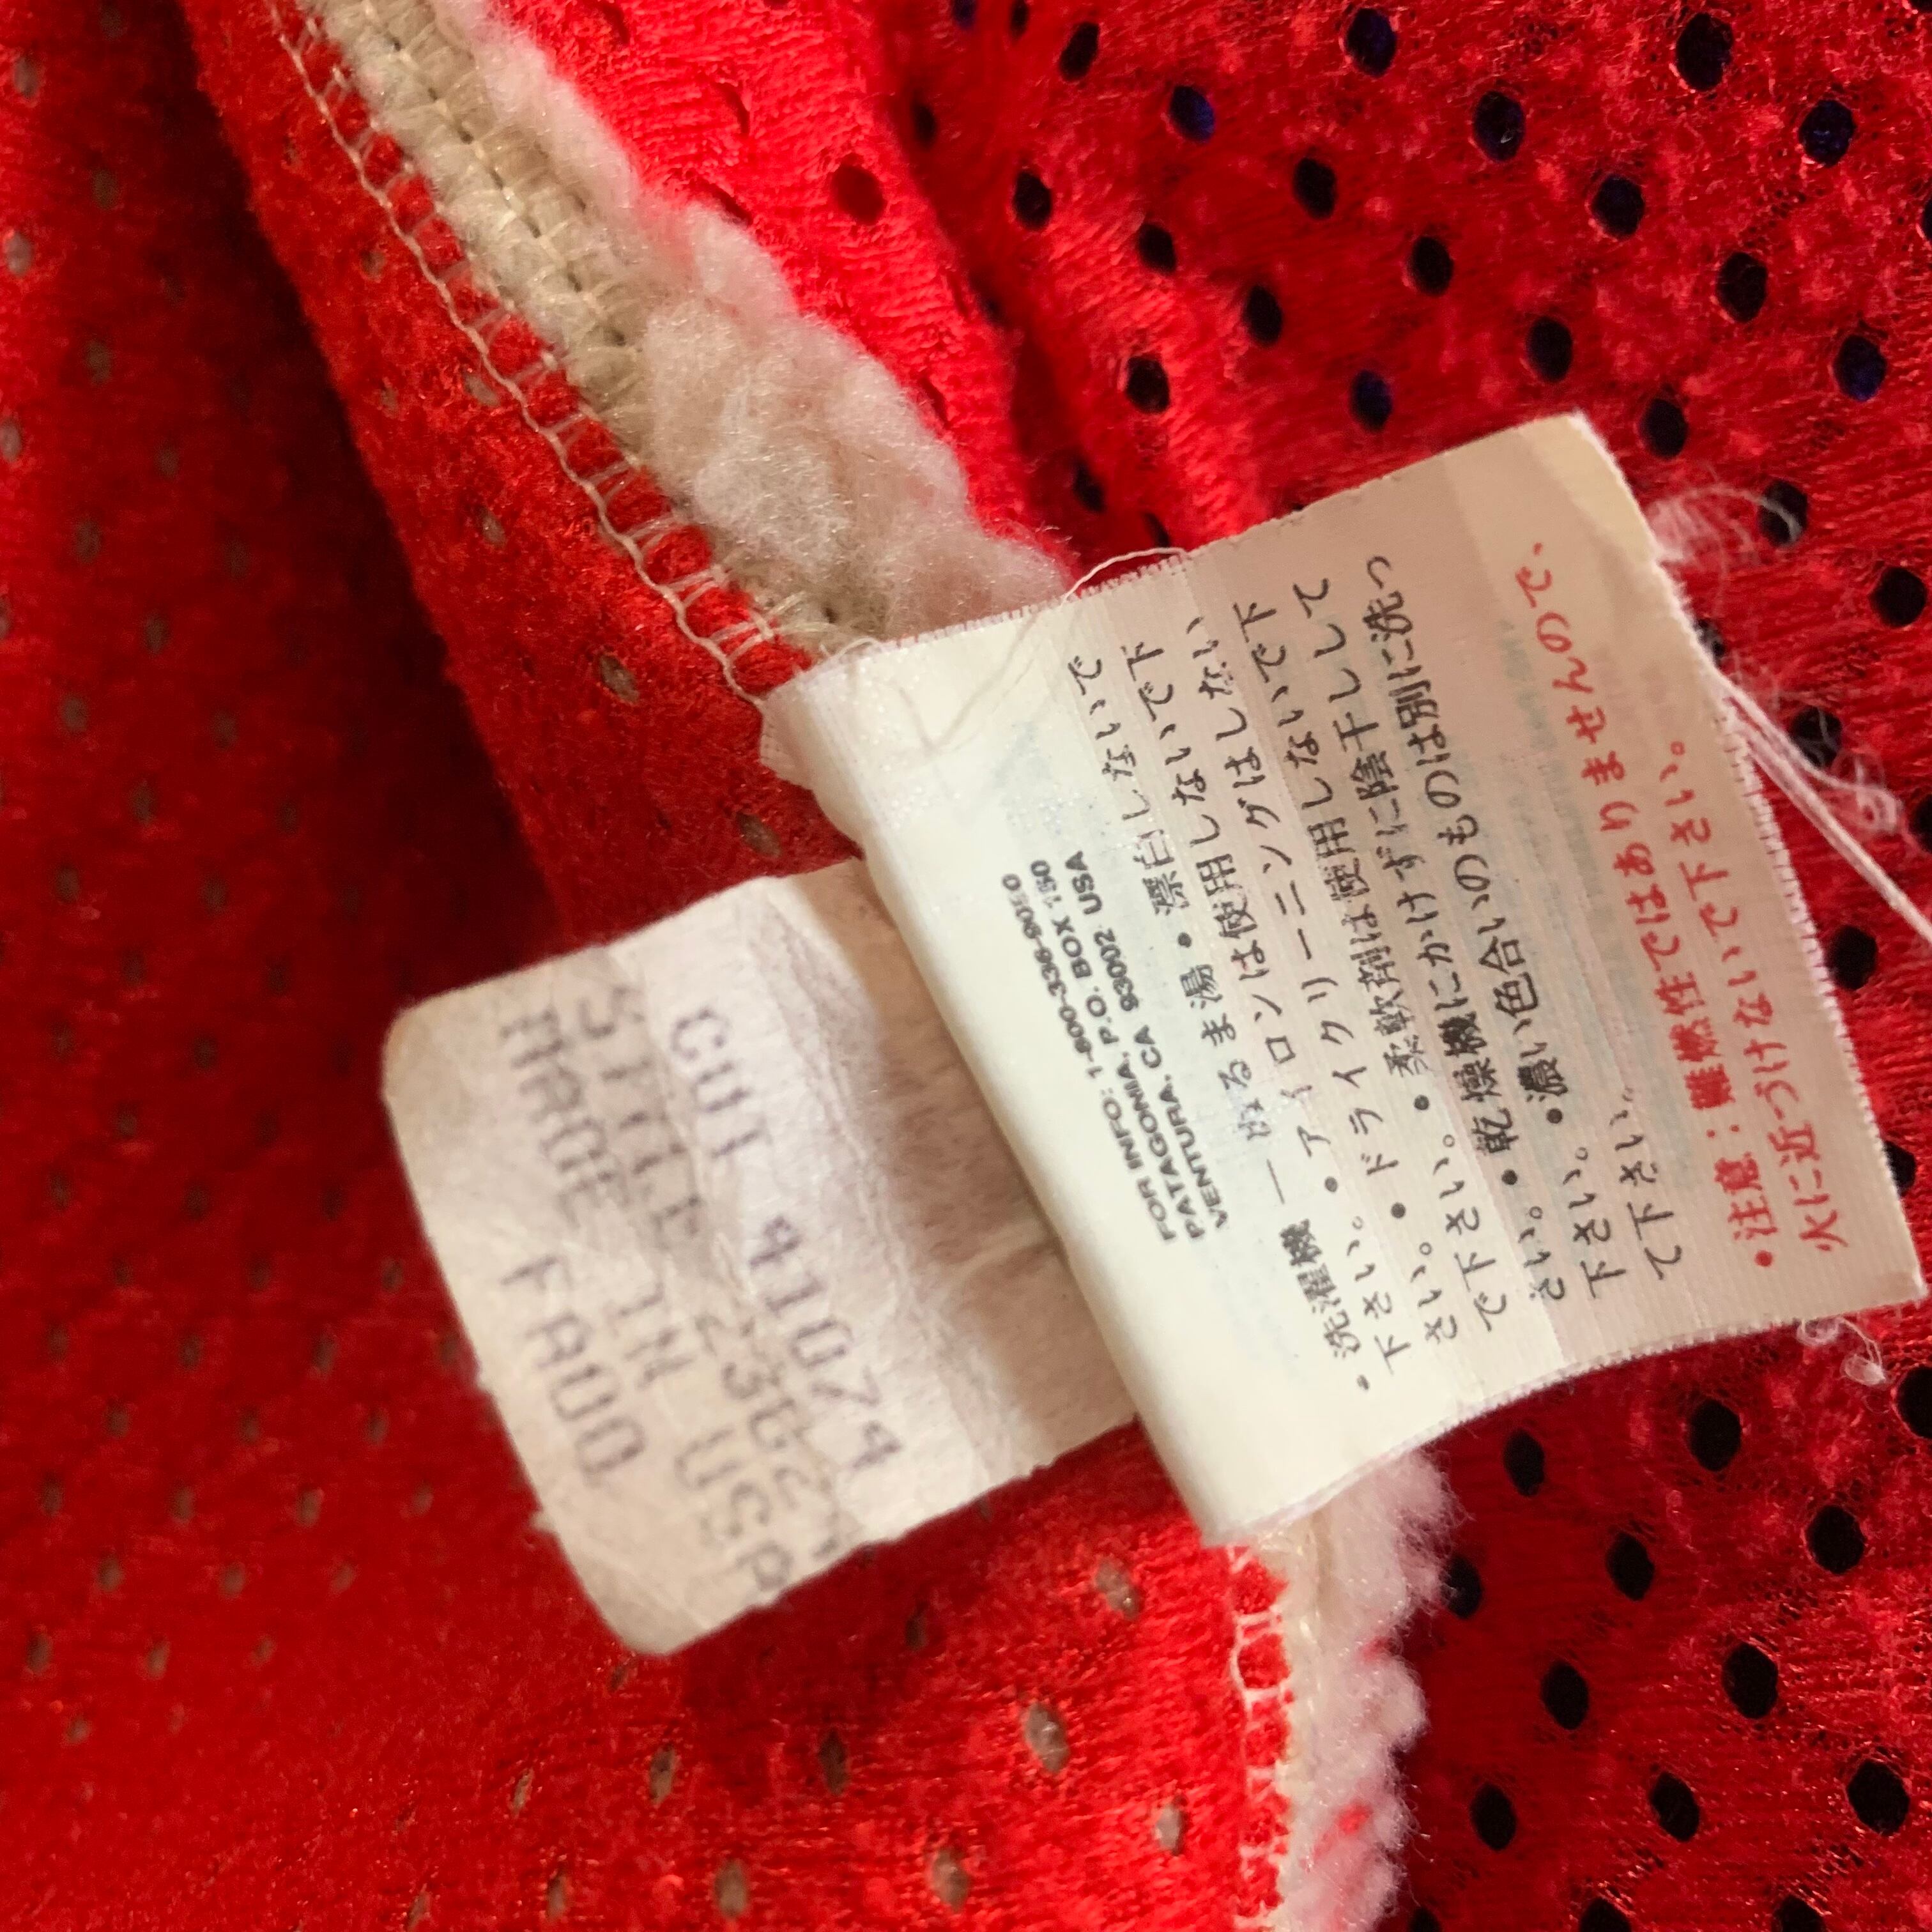 CUT 41074
STYLE
MADE IN USA
FOR INFO: 1-800-336-9090
PATAGONIA, P.O. BOX 150
VENTURA, CA 93002 USA
• 洗濯機 — ぬるま湯 • 漂白しないで
下さい。• アイロンは使用しないで下
さい。• ドライクリーニングはしない
で下さい。• 柔軟剤は使用しないで下
さい。• 乾燥機にかけずに陰干しして
下さい。• 濃い色合いのものは別に洗っ
て下さい。
• 注意：難燃性ではありませんので、
火に近づけないで下さい。